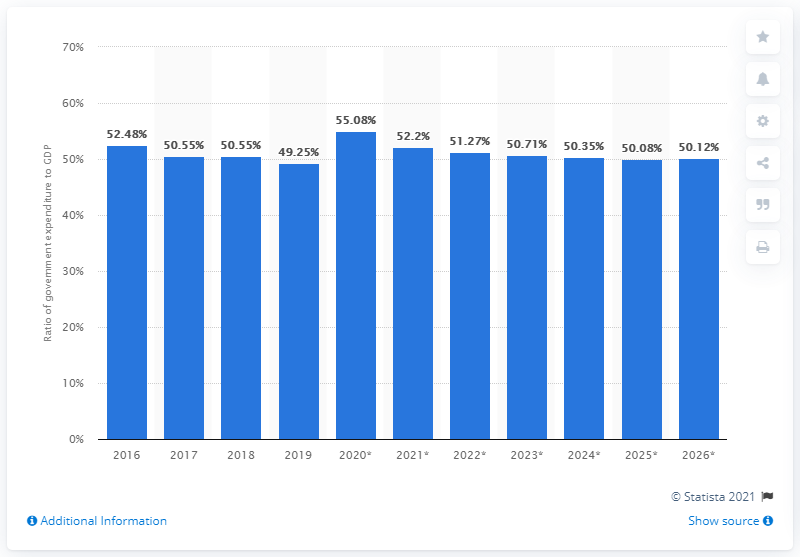 Ratio of government expenditure to GDP
70%
60%
50%
40%
30%
20%
10%
0%
52.48% 50.55% 50.55% 49.25% 55.08% 52.2% 51.27% 50.71% 50.35% 50.08% 50.12%
2016 2017 2018 2019 2020* 2021* 2022* 2023* 2024* 2025* 2026*
© Statista 2021
Additional Information
Show source